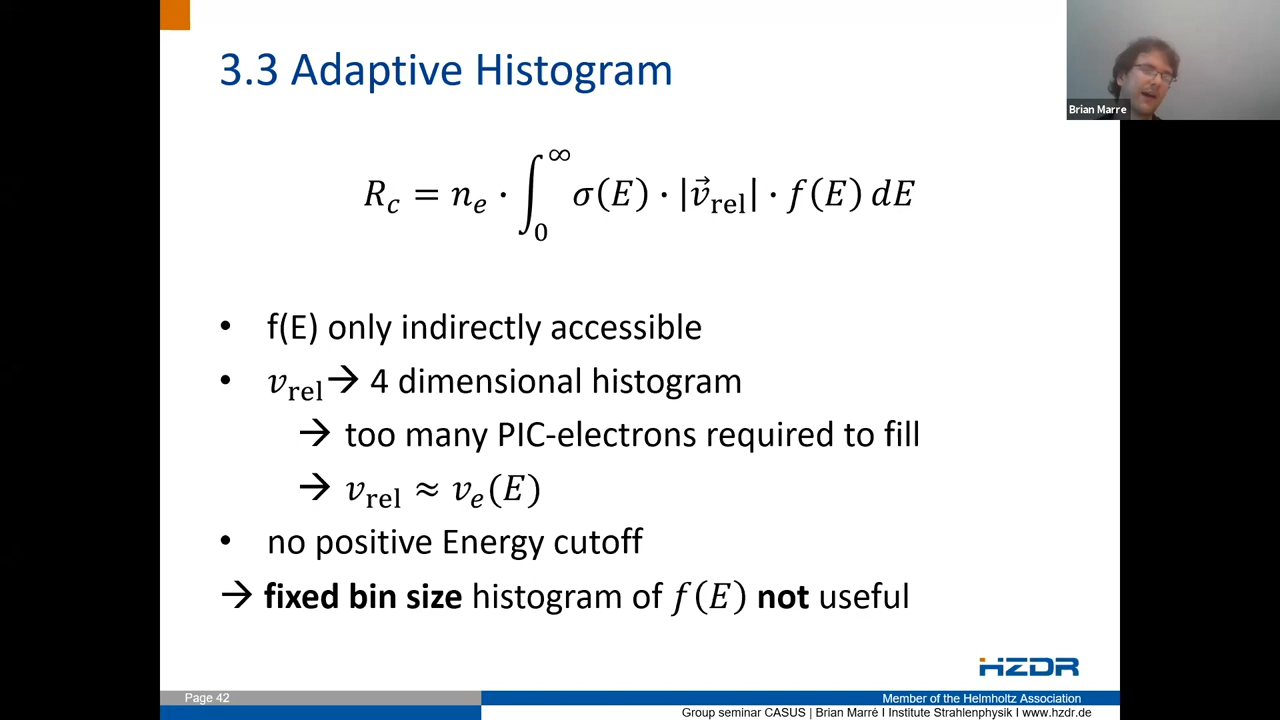 3.3 Adaptive Histogram
Brian Marre
R_c = n_e · ∫_0^∞ σ(E) · |v⃗_rel| · f(E) dE
• f(E) only indirectly accessible
• v_rel → 4 dimensional histogram
→ too many PIC-electrons required to fill
→ v_rel ≈ v_e(E)
• no positive Energy cutoff
→ fixed bin size histogram of f(E) not useful
HZDR
Page 42
Member of the Helmholtz Association
Group seminar CASUS | Brian Marré I Institute Strahlenphysik I www.hzdr.de